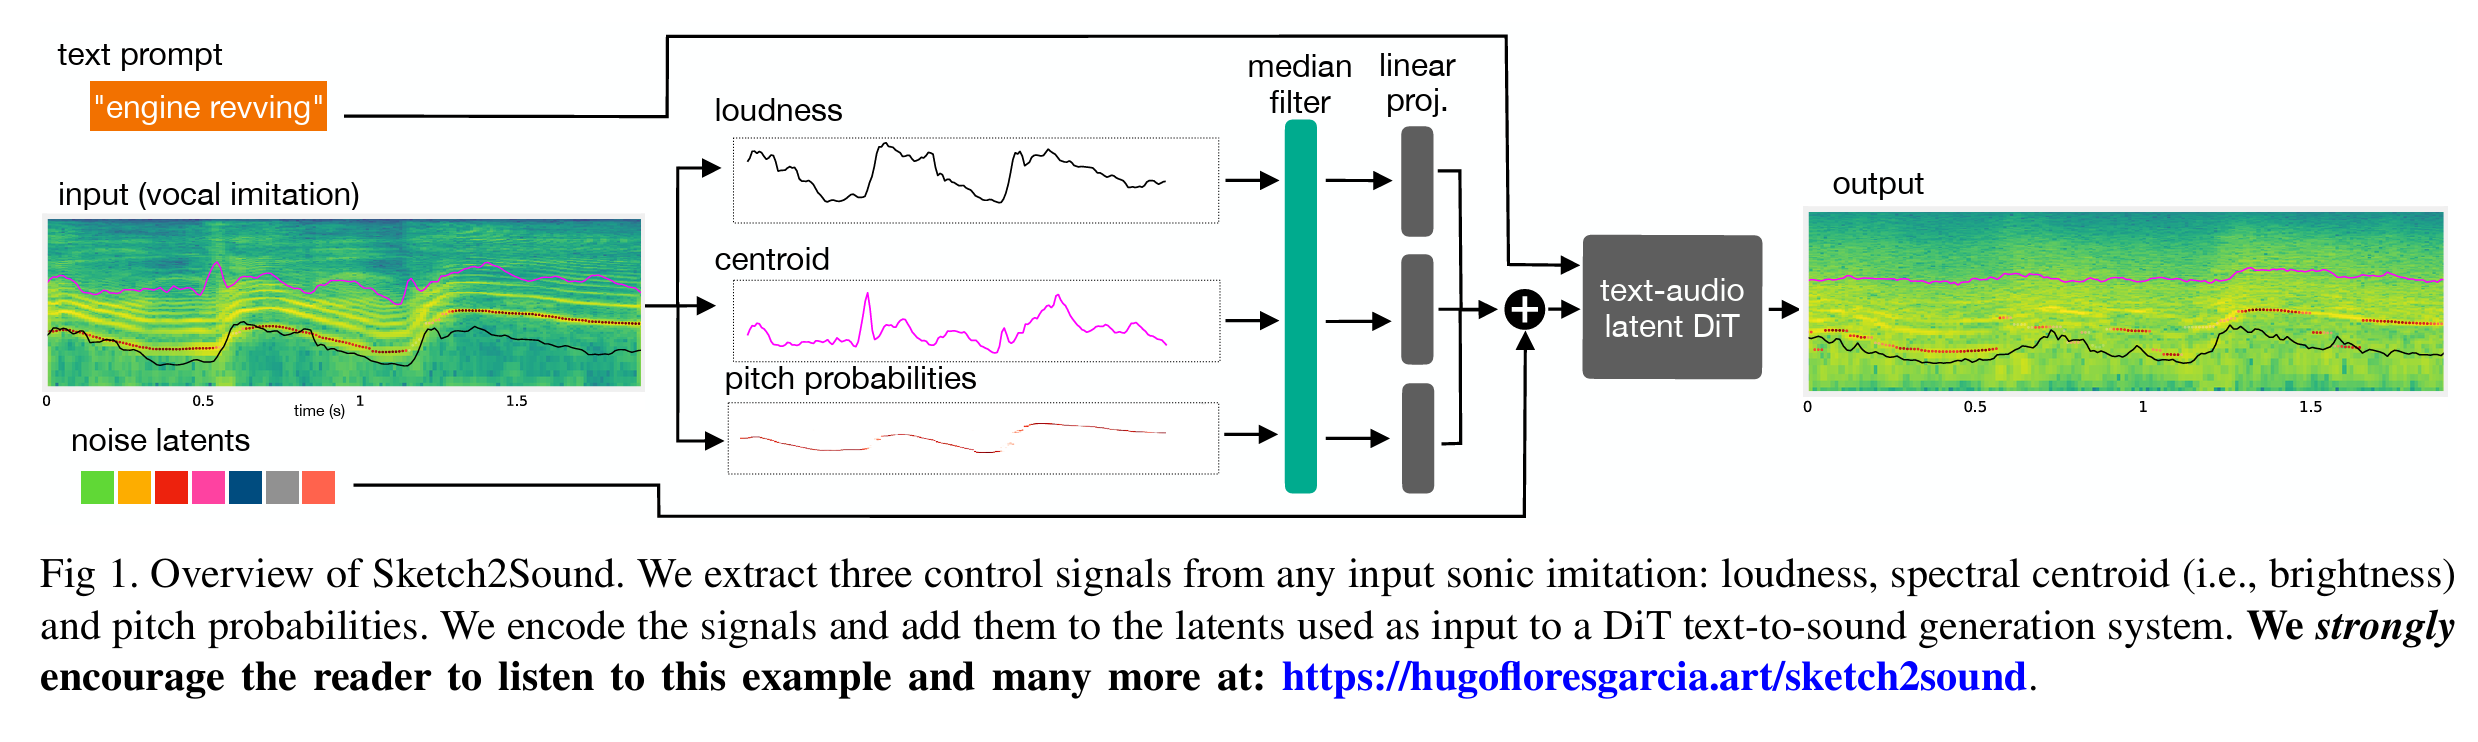 text prompt
"engine revving"
input (vocal imitation)
0 0.5 1 1.5
time (s)
noise latents
loudness
centroid
pitch probabilities
median
filter
linear
proj.
+
text-audio
latent DiT
output
0 0.5 1 1.5
Fig 1. Overview of Sketch2Sound. We extract three control signals from any input sonic imitation: loudness, spectral centroid (i.e., brightness)
and pitch probabilities. We encode the signals and add them to the latents used as input to a DiT text-to-sound generation system. We strongly
encourage the reader to listen to this example and many more at: https://hugofloresgarcia.art/sketch2sound.